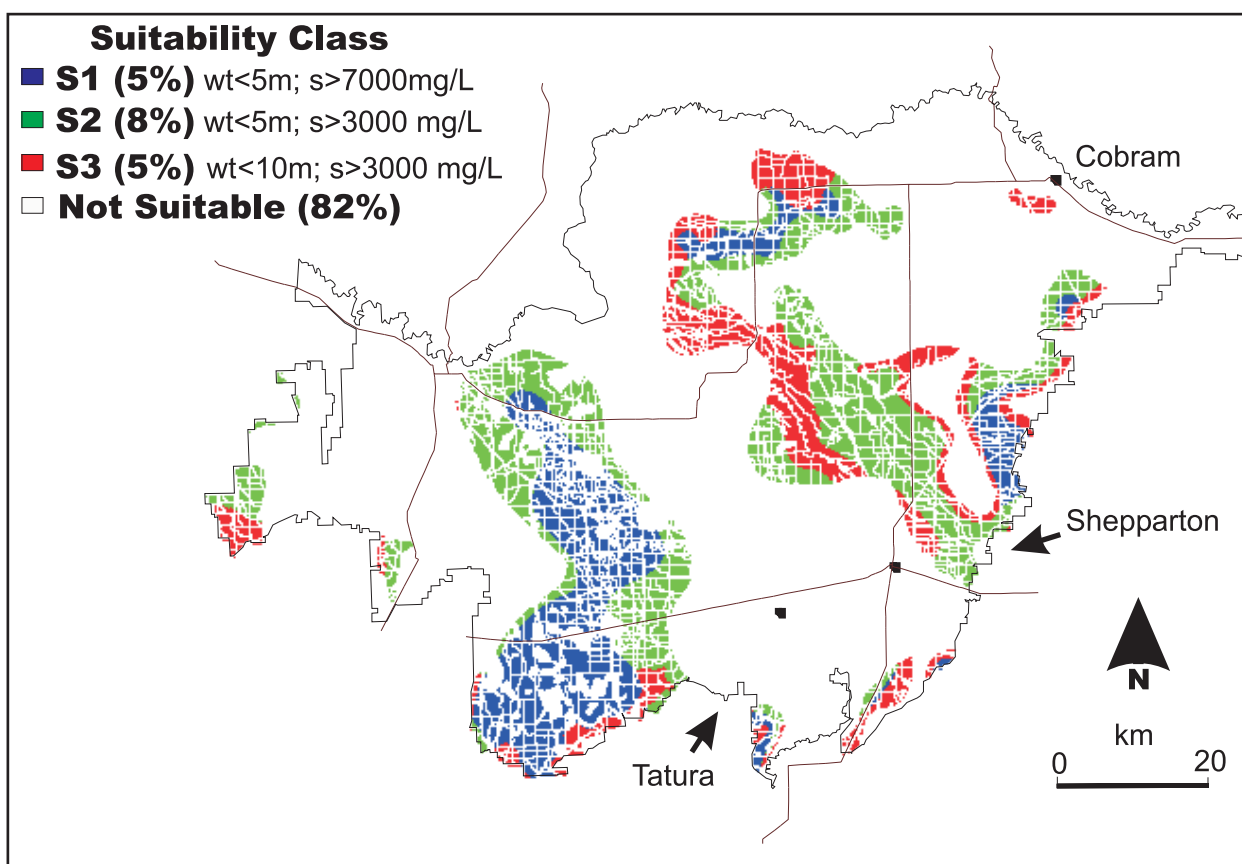 Suitability Class
S1 (5%) wt<5m; s>7000mg/L
S2 (8%) wt<5m; s>3000 mg/L
S3 (5%) wt<10m; s>3000 mg/L
Not Suitable (82%)
Cobram
Shepparton
Tatura
N
km
0 20